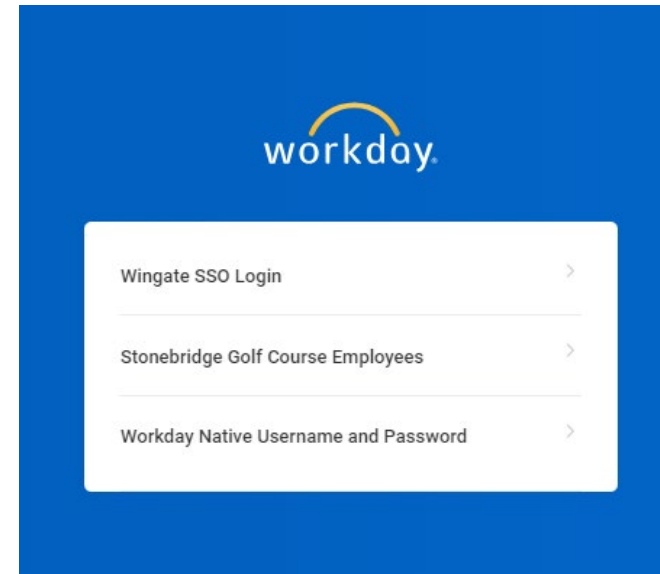 workday.
Wingate SSO Login
Stonebridge Golf Course Employees
Workday Native Username and Password